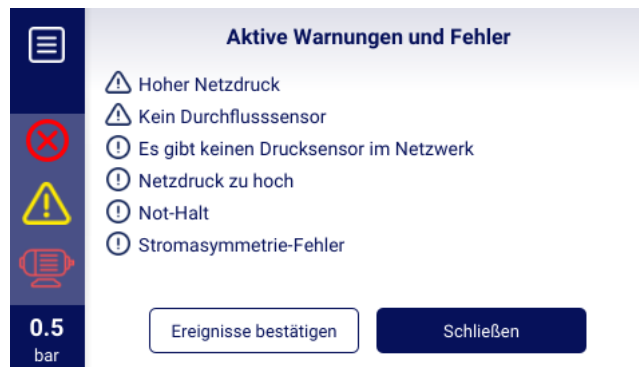 Aktive Warnungen und Fehler
Hoher Netzdruck
Kein Durchflusssensor
Es gibt keinen Drucksensor im Netzwerk
Netzdruck zu hoch
Not-Halt
Stromasymmetrie-Fehler
0.5
bar
Ereignisse bestätigen
Schließen